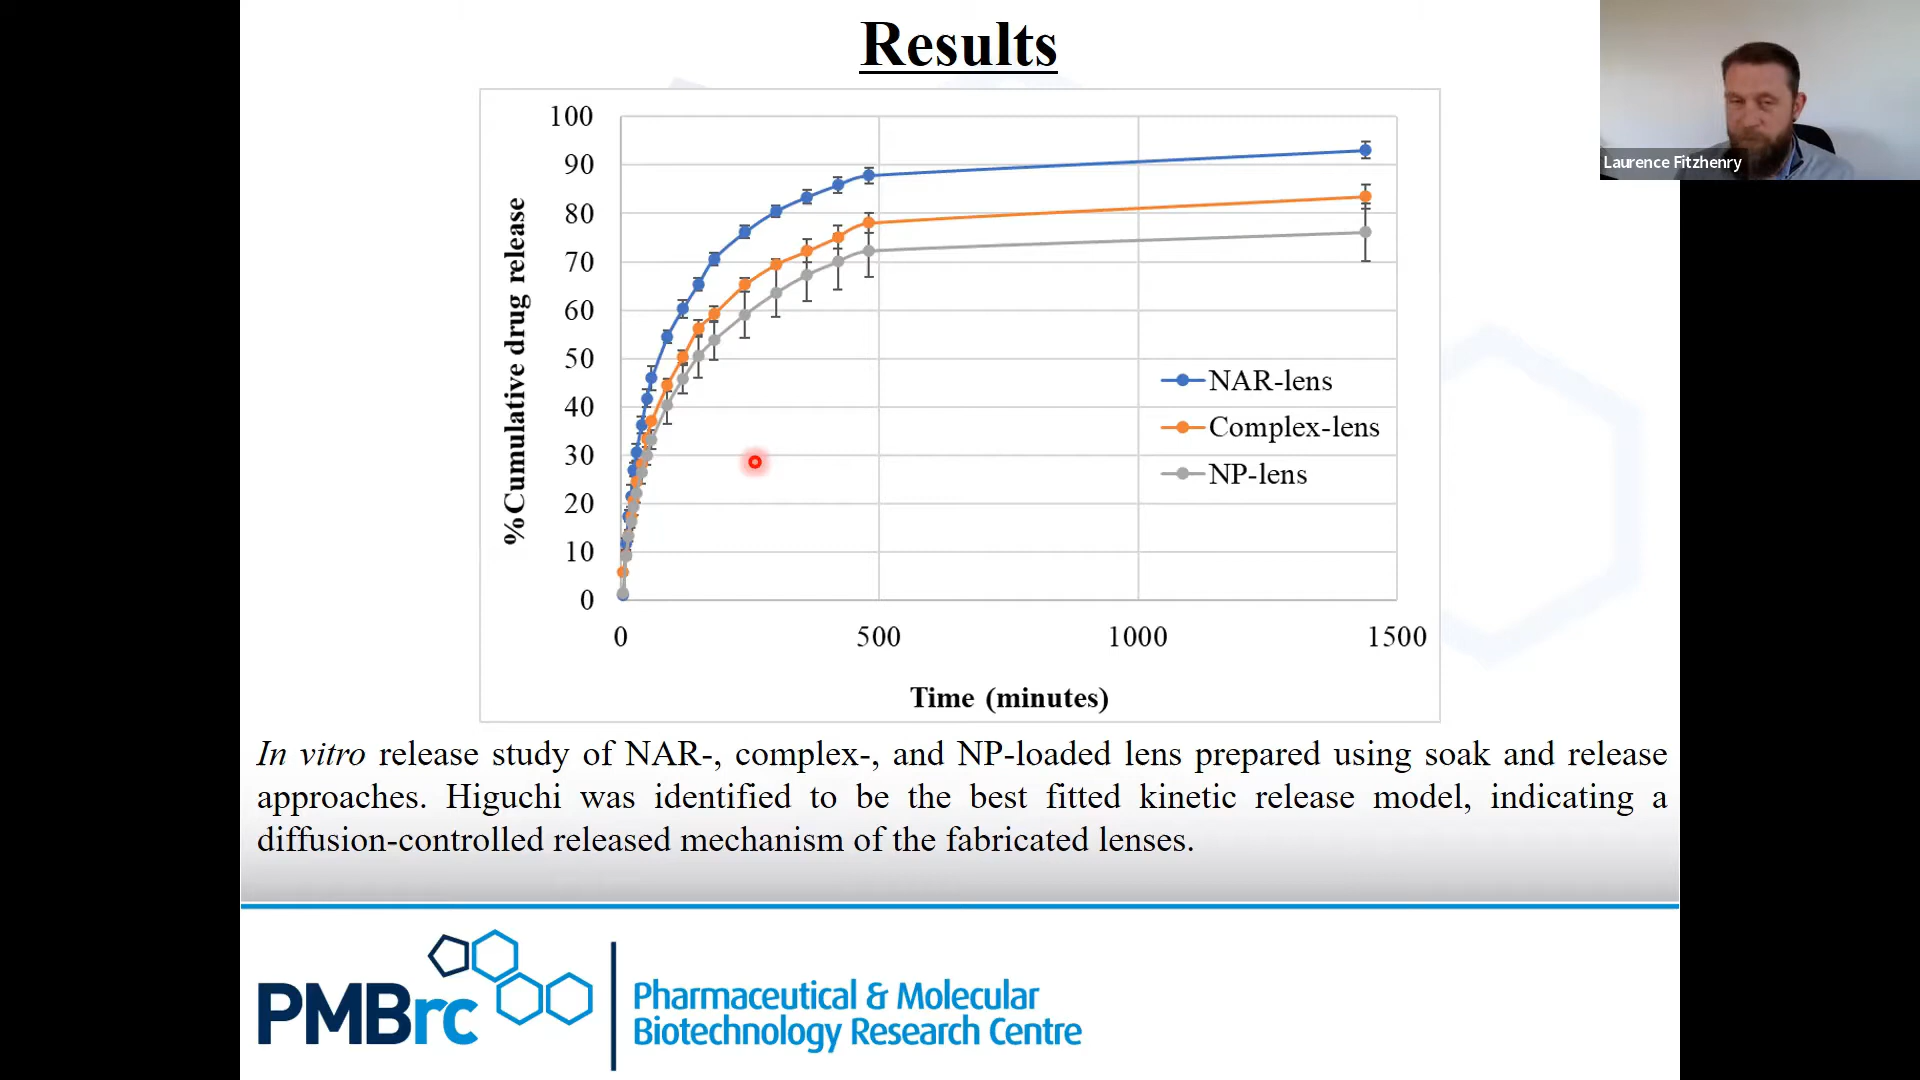 Results
Laurence Fitzhenry
100
90
80
70
60
50
40
30
20
10
0
%Cumulative drug release
NAR-lens
Complex-lens
NP-lens
0 500 1000 1500
Time (minutes)
In vitro release study of NAR-, complex-, and NP-loaded lens prepared using soak and release
approaches. Higuchi was identified to be the best fitted kinetic release model, indicating a
diffusion-controlled released mechanism of the fabricated lenses.
PMBrc
Pharmaceutical & Molecular
Biotechnology Research Centre